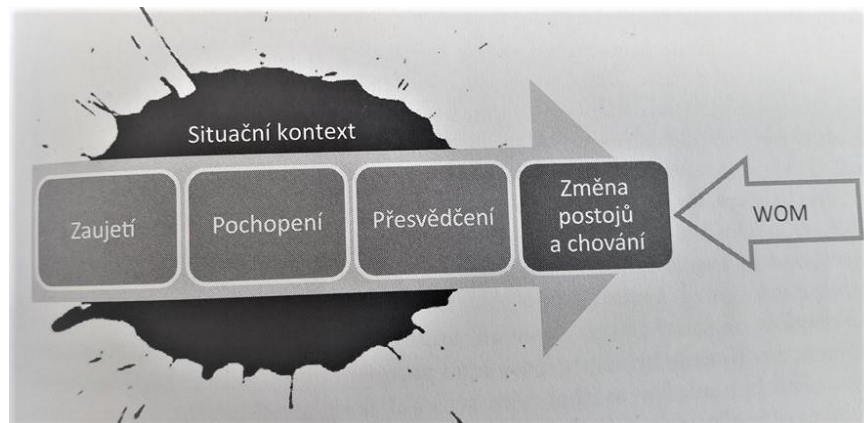 Situační kontext
Zaujetí
Pochopení
Přesvědčení
Změna
postojů
a chování
WOM